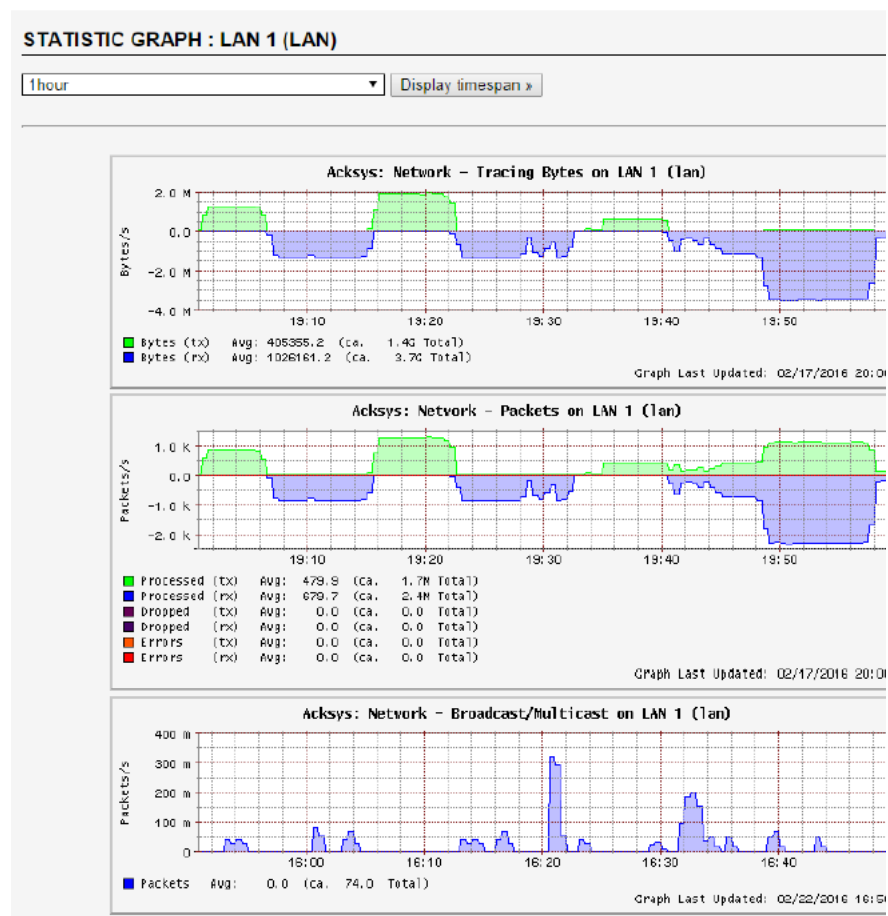 STATISTIC GRAPH : LAN 1 (LAN)
1hour Display timespan »
Acksys: Network - Tracing Bytes on LAN 1 (lan)
2.0 M
0.0
-2.0 M
-4.0 M
Bytes/s
19:10 19:20 19:30 19:40 19:50
Bytes (tx) Avg: 405355.2 (ca. 1.4G Total)
Bytes (rx) Avg: 1026161.2 (ca. 3.7G Total)
Graph Last Updated: 02/17/2016 20:0
Acksys: Network - Packets on LAN 1 (lan)
1.0 k
0.0
-1.0 k
-2.0 k
Packets/s
19:10 19:20 19:30 19:40 19:50
Processed (tx) Avg: 479.9 (ca. 1.7M Total)
Processed (rx) Avg: 679.7 (ca. 2.4M Total)
Dropped (tx) Avg: 0.0 (ca. 0.0 Total)
Dropped (rx) Avg: 0.0 (ca. 0.0 Total)
Errors (tx) Avg: 0.0 (ca. 0.0 Total)
Errors (rx) Avg: 0.0 (ca. 0.0 Total)
Graph Last Updated: 02/17/2016 20:0
Acksys: Network - Broadcast/Multicast on LAN 1 (lan)
400 m
300 m
200 m
100 m
0
Packets/s
16:00 16:10 16:20 16:30 16:40
Packets Avg: 0.0 (ca. 74.0 Total)
Graph Last Updated: 02/22/2016 16:5